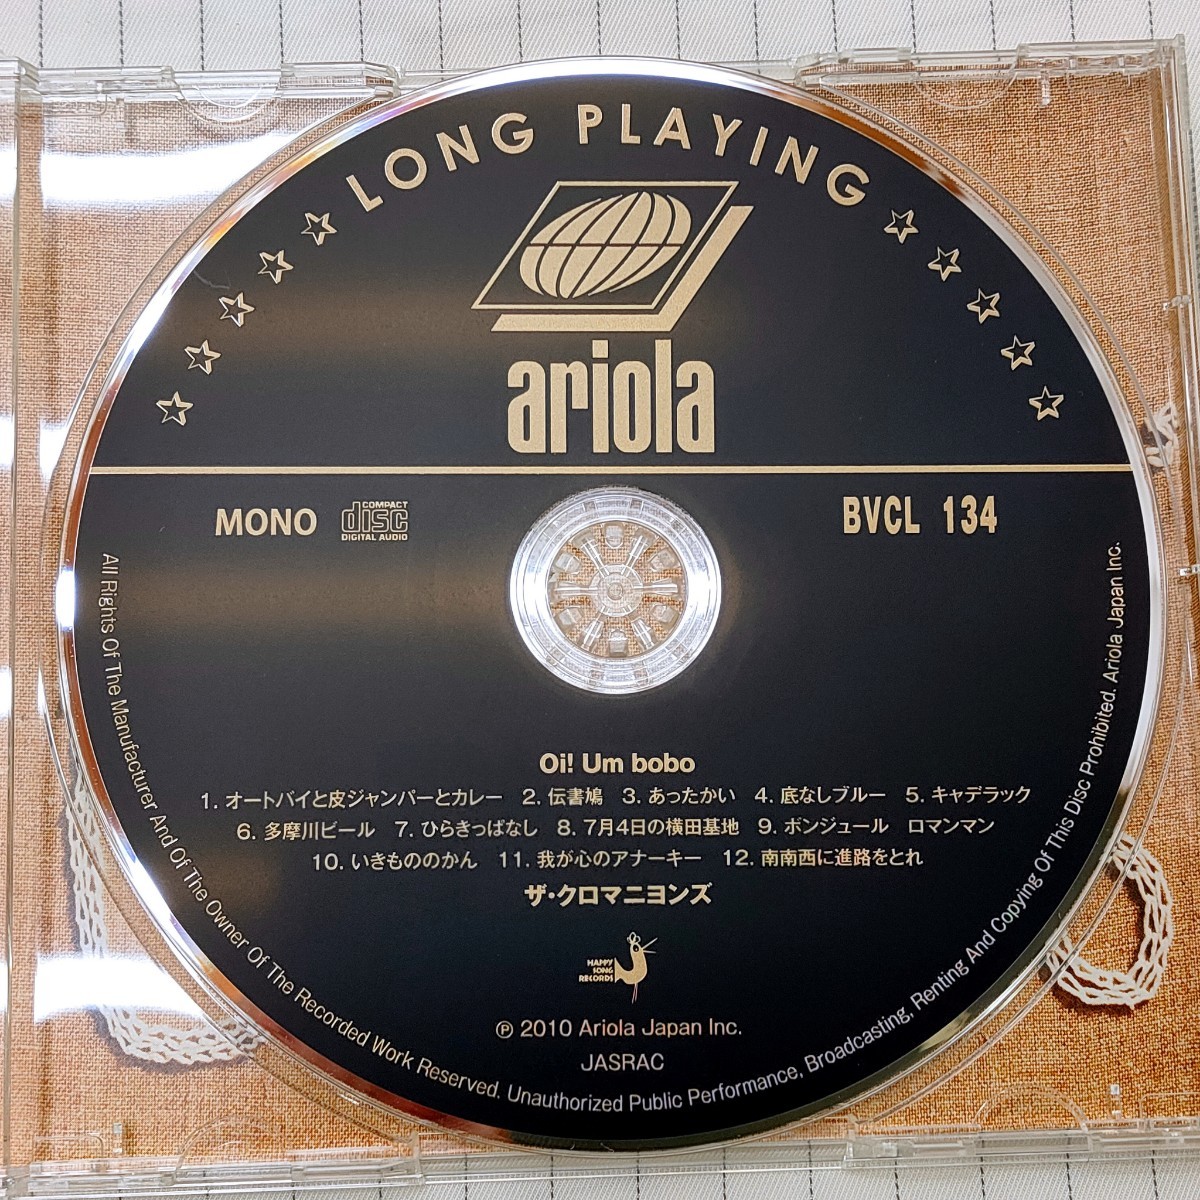 LONG PLAYING
ariola
MONO
COMPACT
disc
DIGITAL AUDIO
BVCL 134
Oi! Um bobo
1. オートバイと皮ジャンパーとカレー 2. 伝書鳩 3. あったかい 4. 底なしブルー 5. キャデラック
6. 多摩川ビール 7. ひらきっぱなし 8. 7月4日の横田基地 9. ボンジュール ロマンマン
10. いきもののかん 11. 我が心のアナーキー 12. 南南西に進路をとれ
ザ・クロマニヨンズ
HAPPY
SONG
RECORDS
℗ 2010 Ariola Japan Inc.
JASRAC
All Rights Of The Manufacturer And Of The Owner Of The Recorded Work Reserved. Unauthorized Public Performance, Broadcasting, Renting And Copying Of This Disc Prohibited. Ariola Japan Inc.